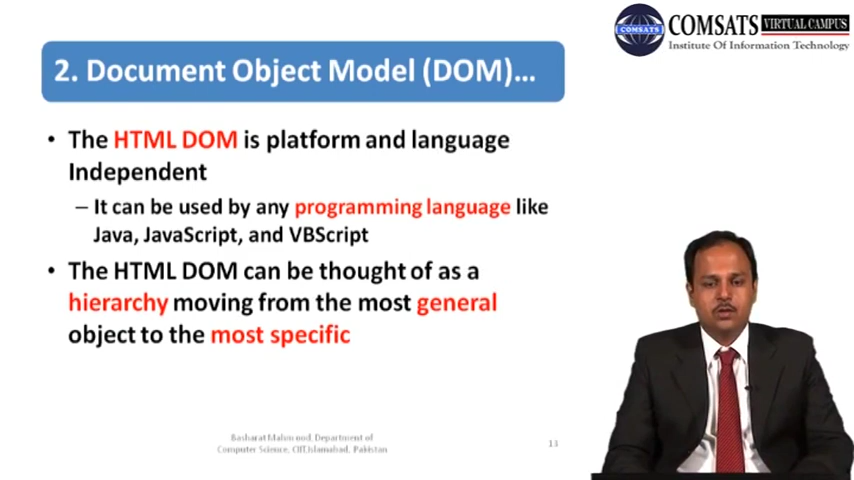 COMSATS
COMSATS VIRTUAL CAMPUS
Institute Of Information Technology
2. Document Object Model (DOM)...
• The HTML DOM is platform and language
Independent
– It can be used by any programming language like
Java, JavaScript, and VBScript
• The HTML DOM can be thought of as a
hierarchy moving from the most general
object to the most specific
Basharat Mahmood, Department of
Computer Science, CIIT,Islamabad, Pakistan
13